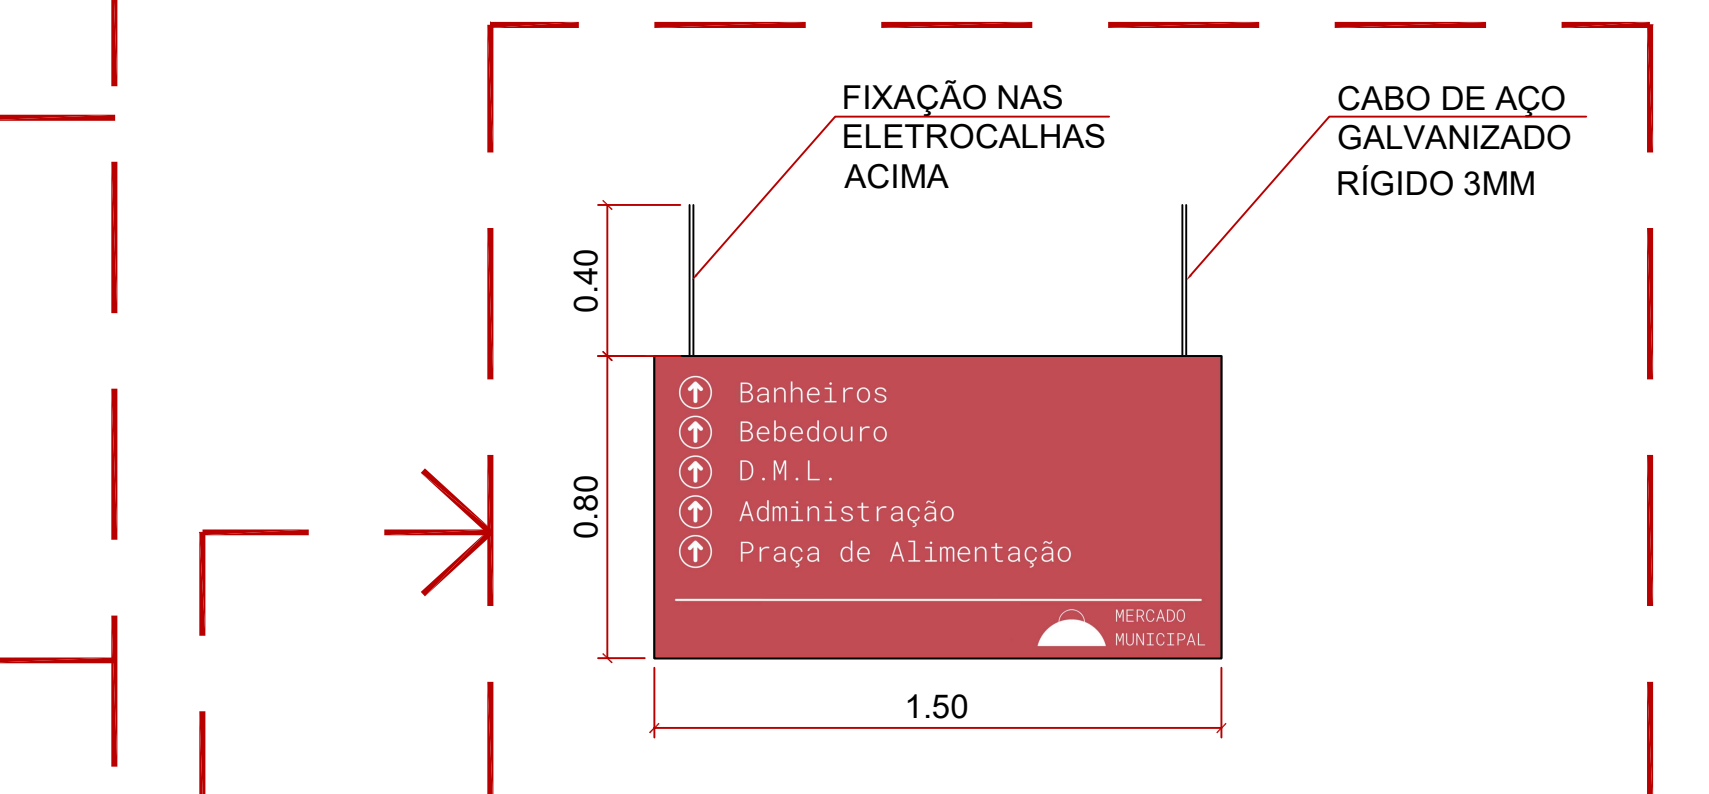 FIXAÇÃO NAS
ELETROCALHAS
ACIMA
CABO DE AÇO
GALVANIZADO
RÍGIDO 3MM
0.40
0.80
Banheiros
Bebedouro
D.M.L.
Administração
Praça de Alimentação
MERCADO
MUNICIPAL
1.50